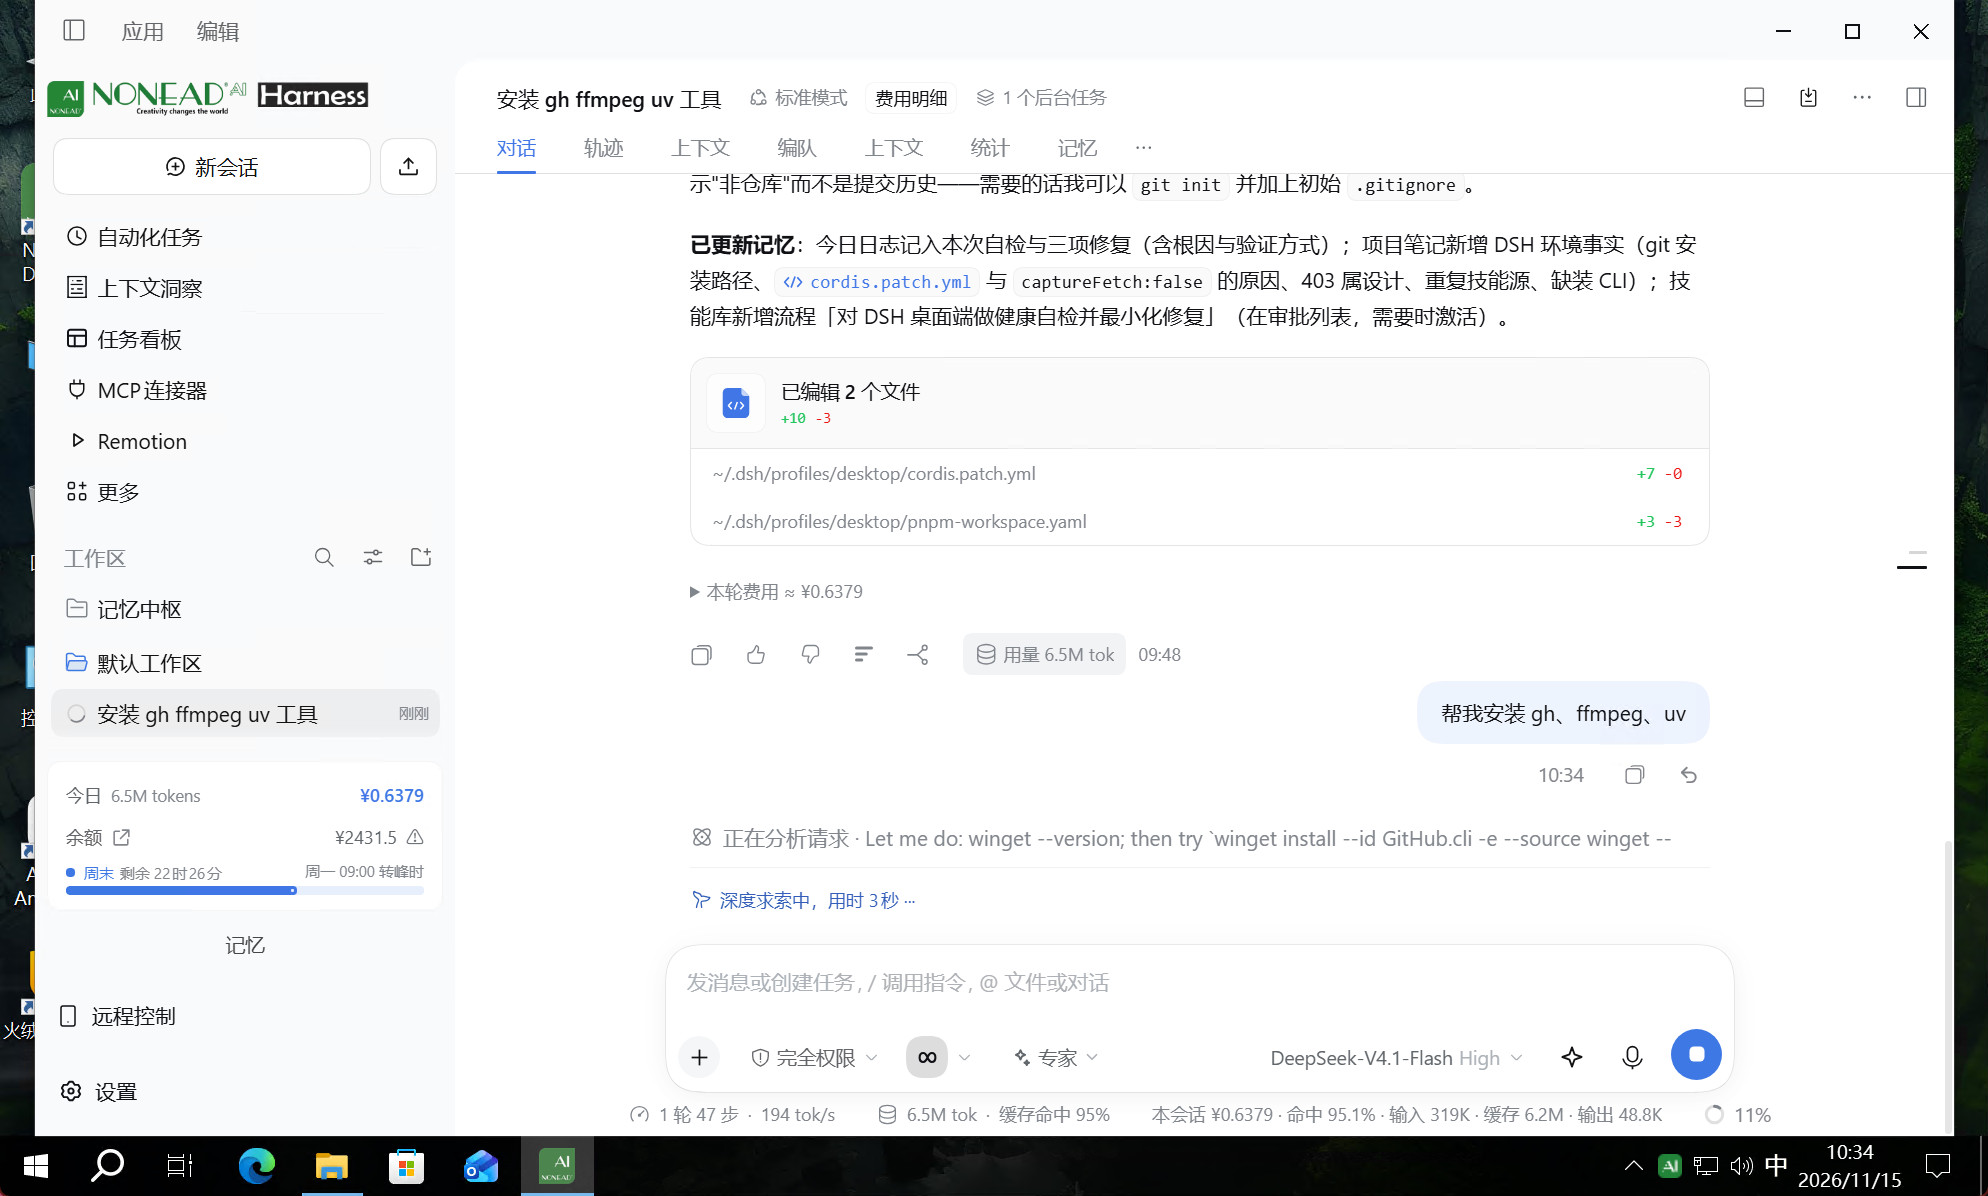 应用 编辑
AI NONEAD NONEAD AI Harness
Creativity changes the world
新会话
自动化任务
上下文洞察
任务看板
MCP连接器
Remotion
更多
工作区
记忆中枢
默认工作区
安装 gh ffmpeg uv 工具 刚刚
今日 6.5M tokens ¥0.6379
余额 ¥2431.5
周末 剩余 22时26分 周一 09:00 转峰时
记忆
远程控制
设置
安装 gh ffmpeg uv 工具 标准模式 费用明细 1 个后台任务
对话 轨迹 上下文 编队 上下文 统计 记忆 ···
示"非仓库"而不是提交历史——需要的话我可以 git init 并加上初始 .gitignore 。
已更新记忆：今日日志记入本次自检与三项修复（含根因与验证方式）；项目笔记新增 DSH 环境事实（git 安
装路径、 </> cordis.patch.yml 与 captureFetch:false 的原因、403 属设计、重复技能源、缺装 CLI）；技
能库新增流程「对 DSH 桌面端做健康自检并最小化修复」（在审批列表，需要时激活）。
已编辑 2 个文件
+10 -3
~/.dsh/profiles/desktop/cordis.patch.yml +7 -0
~/.dsh/profiles/desktop/pnpm-workspace.yaml +3 -3
本轮费用 ≈ ¥0.6379
用量 6.5M tok 09:48
帮我安装 gh、ffmpeg、uv
10:34
正在分析请求 · Let me do: winget --version; then try `winget install --id GitHub.cli -e --source winget --
深度求索中，用时 3秒 ···
发消息或创建任务, / 调用指令, @ 文件或对话
完全权限 专家 DeepSeek-V4.1-Flash High
1 轮 47 步 · 194 tok/s 6.5M tok · 缓存命中 95% 本会话 ¥0.6379 · 命中 95.1% · 输入 319K · 缓存 6.2M · 输出 48.8K 11%
N
D
控
A
An
火绒
AI NONEAD
AI 中 10:34
2026/11/15